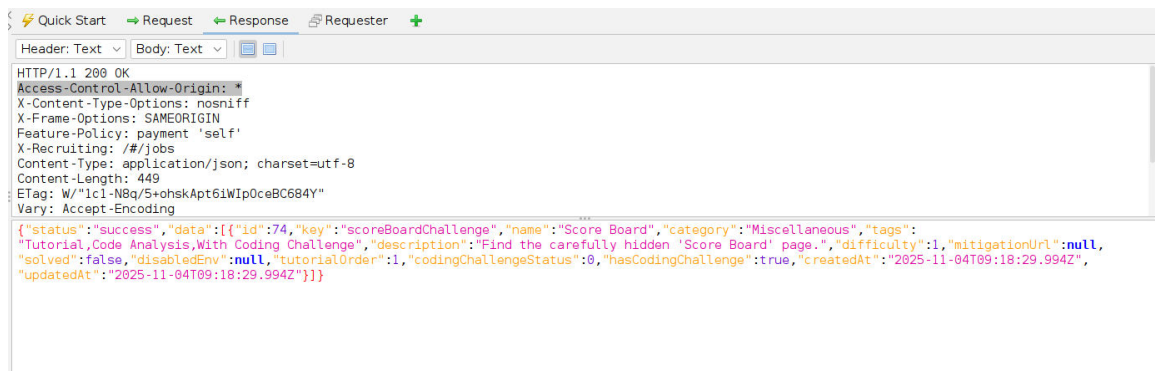 Quick Start Request Response Requester
Header: Text Body: Text
HTTP/1.1 200 OK
Access-Control-Allow-Origin: *
X-Content-Type-Options: nosniff
X-Frame-Options: SAMEORIGIN
Feature-Policy: payment 'self'
X-Recruiting: /#/jobs
Content-Type: application/json; charset=utf-8
Content-Length: 449
ETag: W/"1c1-N8q/5+ohskApt6iWIpOceBC684Y"
Vary: Accept-Encoding
{"status":"success","data":[{"id":74,"key":"scoreBoardChallenge","name":"Score Board","category":"Miscellaneous","tags":
"Tutorial,Code Analysis,With Coding Challenge","description":"Find the carefully hidden 'Score Board' page.","difficulty":1,"mitigationUrl":null,
"solved":false,"disabledEnv":null,"tutorialOrder":1,"codingChallengeStatus":0,"hasCodingChallenge":true,"createdAt":"2025-11-04T09:18:29.994Z",
"updatedAt":"2025-11-04T09:18:29.994Z"}]}